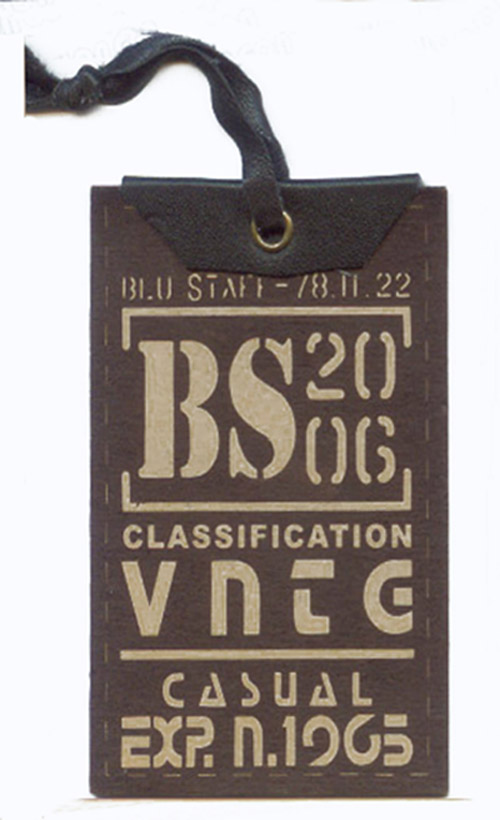 BLU STAFF-78.11.22
BS 20
06
CLASSIFICATION
VNTG
CASUAL
EXP. N.1965